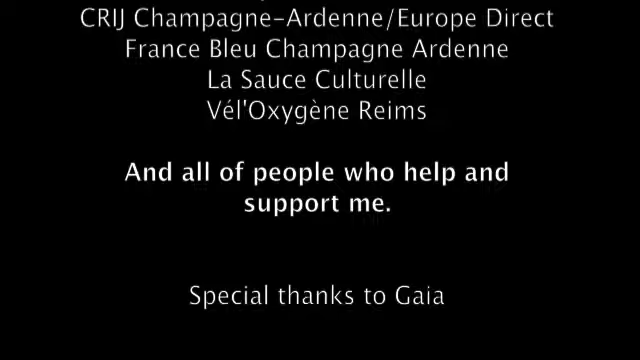 CRIJ Champagne-Ardenne/Europe Direct
France Bleu Champagne Ardenne
La Sauce Culturelle
Vél'Oxygène Reims
And all of people who help and
support me.
Special thanks to Gaia